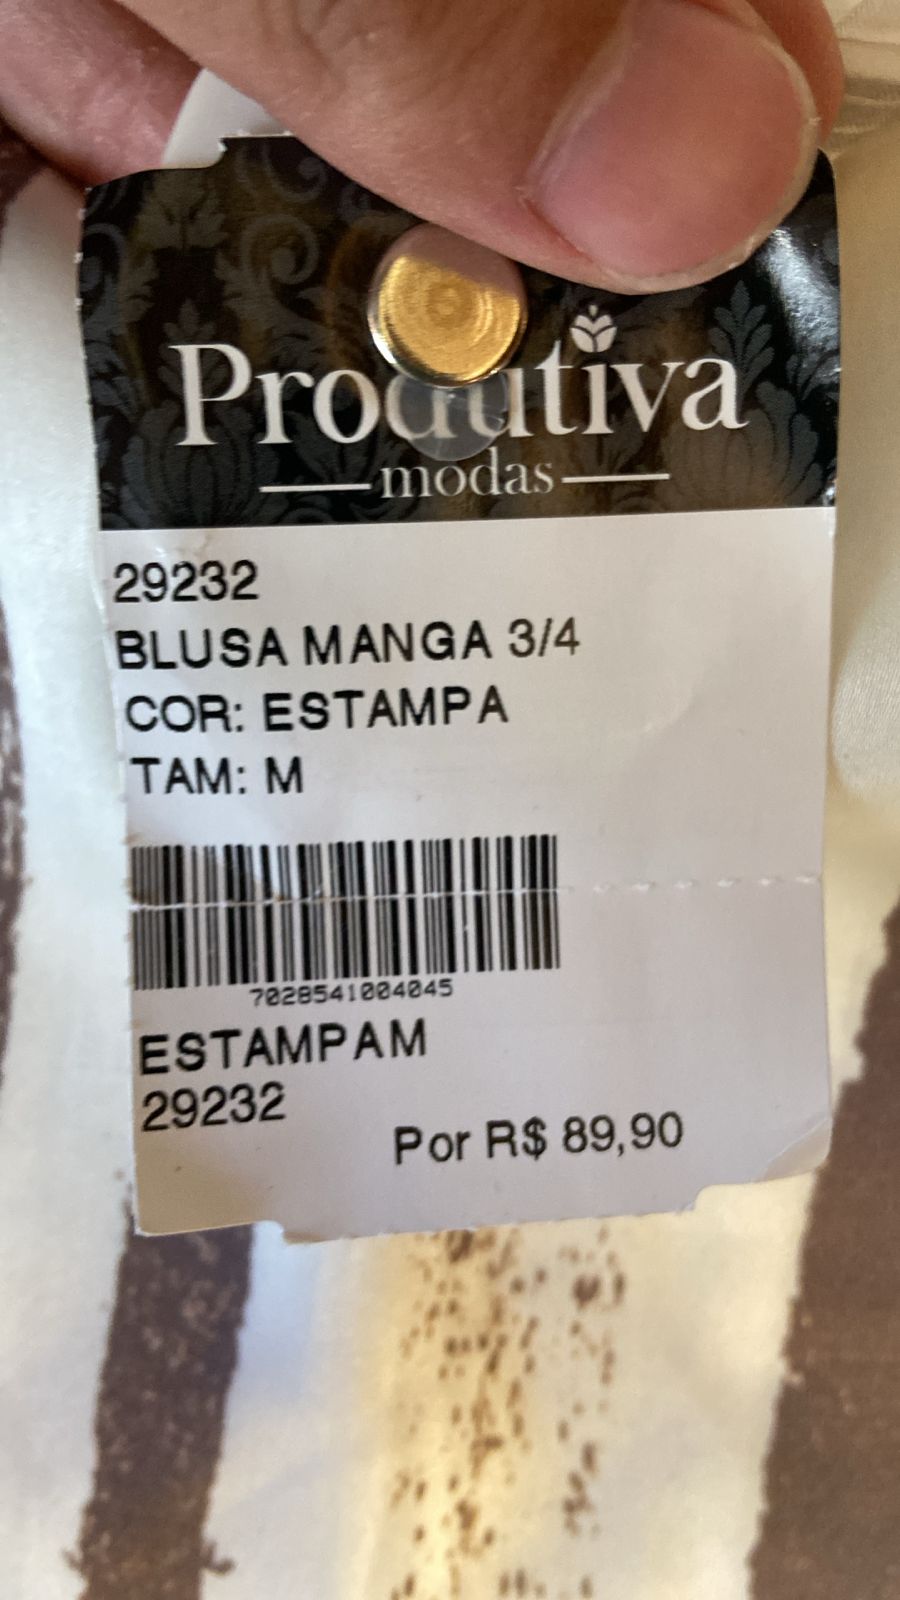 Produtiva
modas
29232
BLUSA MANGA 3/4
COR: ESTAMPA
TAM: M
7028541004045
ESTAMPAM
29232
Por R$ 89,90